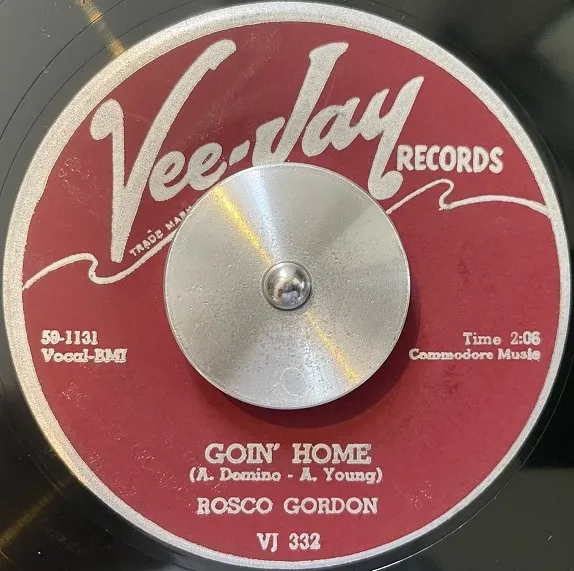 Vee-Jay
RECORDS
TRADE MARK
59-1131
Vocal-BMI
Time 2:06
Commodore Music
GOIN' HOME
(A. Domino - A. Young)
ROSCO GORDON
VJ 332